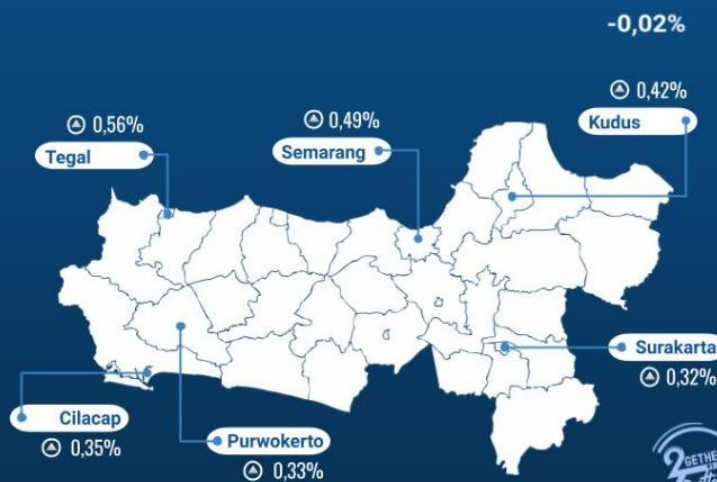 -0,02%
0,42%
Kudus
0,49%
Semarang
0,56%
Tegal
Surakarta
0,32%
Cilacap
0,35%
Purwokerto
0,33%